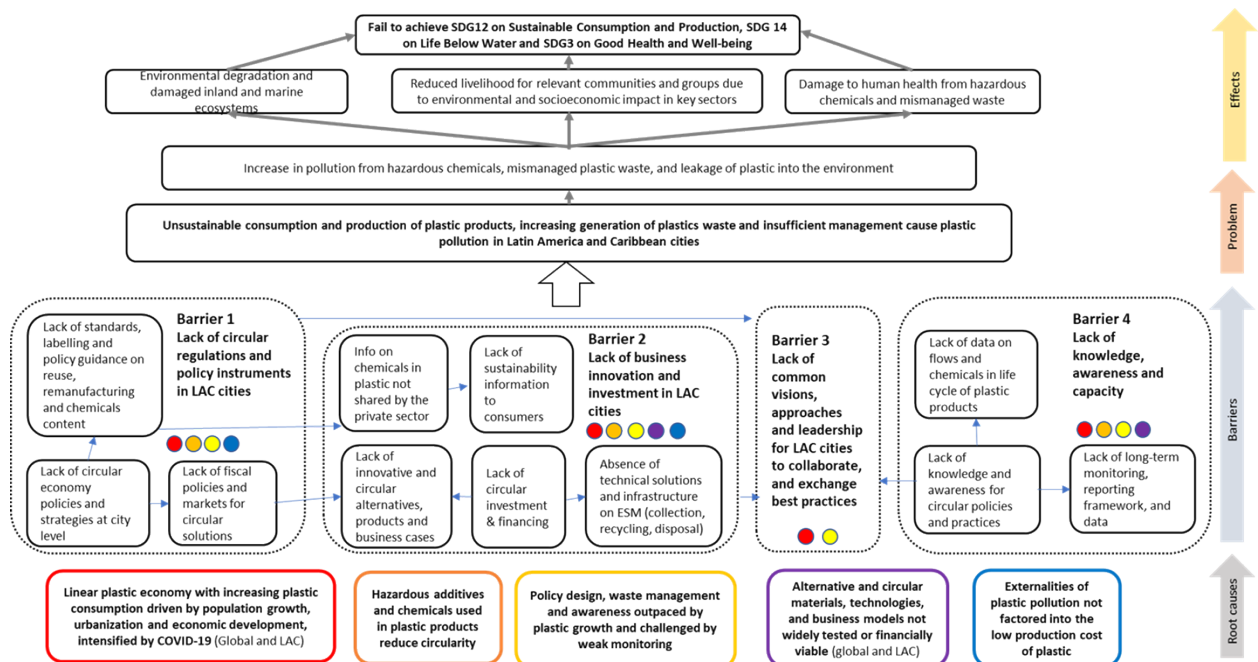 Fail to achieve SDG12 on Sustainable Consumption and Production, SDG 14
on Life Below Water and SDG3 on Good Health and Well-being
Environmental degradation and
damaged inland and marine
ecosystems
Reduced livelihood for relevant communities and groups due
to environmental and socioeconomic impact in key sectors
Damage to human health from hazardous
chemicals and mismanaged waste
Effects
Increase in pollution from hazardous chemicals, mismanaged plastic waste, and leakage of plastic into the environment
Unsustainable consumption and production of plastic products, increasing generation of plastics waste and insufficient management cause plastic
pollution in Latin America and Caribbean cities
Problem
Barrier 1
Lack of circular
regulations and
policy instruments
in LAC cities
Lack of standards,
labelling and
policy guidance on
reuse,
remanufacturing
and chemicals
content
Lack of circular
economy
policies and
strategies at city
level
Lack of fiscal
policies and
markets for
circular
solutions
Barrier 2
Lack of business
innovation and
investment in LAC
cities
Info on
chemicals in
plastic not
shared by the
private sector
Lack of
sustainability
information
to
consumers
Lack of
innovative and
circular
alternatives,
products and
business cases
Lack of
circular
investment
& financing
Absence of
technical solutions
and infrastructure
on ESM (collection,
recycling, disposal)
Barrier 3
Lack of
common
visions,
approaches
and leadership
for LAC cities
to collaborate,
and exchange
best practices
Barrier 4
Lack of
knowledge,
awareness and
capacity
Lack of data on
flows and
chemicals in life
cycle of plastic
products
Lack of
knowledge and
awareness for
circular policies
and practices
Lack of long-term
monitoring,
reporting
framework, and
data
Barriers
Linear plastic economy with increasing plastic
consumption driven by population growth,
urbanization and economic development,
intensified by COVID-19 (Global and LAC)
Hazardous additives
and chemicals used
in plastic products
reduce circularity
Policy design, waste management
and awareness outpaced by
plastic growth and challenged by
weak monitoring
Alternative and circular
materials, technologies,
and business models not
widely tested or financially
viable (global and LAC)
Externalities of
plastic pollution not
factored into the
low production cost
of plastic
Root causes